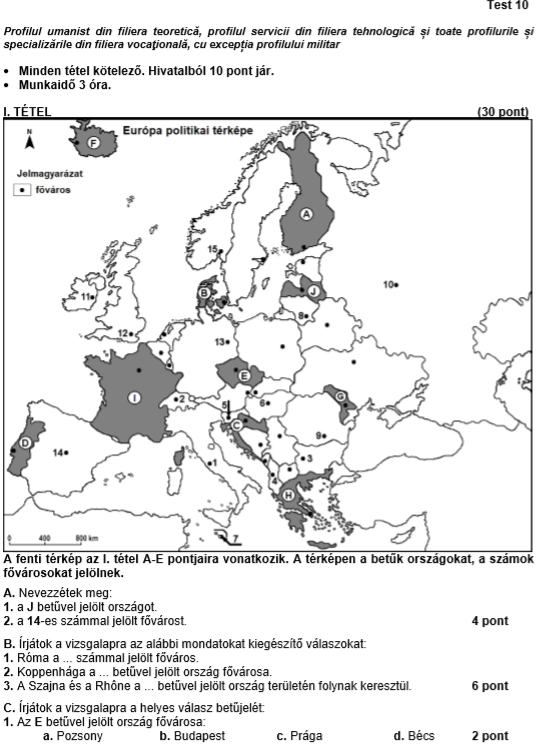 Test 10
Profilul umanist din filiera teoretică, profilul servicii din filiera tehnologică și toate profilurile și
specializările din filiera vocațională, cu excepția profilului militar
• Minden tétel kötelező. Hivatalból 10 pont jár.
• Munkaidő 3 óra.
I. TÉTEL (30 pont)
Európa politikai térképe
N
F
Jelmagyarázat
főváros
A
15
B
J
10
11
8
12
13
E
I
2
6
G
5
C
9
D
14
1
3
4
H
7
0 400 800 km
A fenti térkép az I. tétel A-E pontjaira vonatkozik. A térképen a betűk országokat, a számok
fővárosokat jelölnek.
A. Nevezzétek meg:
1. a J betűvel jelölt országot.
2. a 14-es számmal jelölt fővárost. 4 pont
B. Írjátok a vizsgalapra az alábbi mondatokat kiegészítő válaszokat:
1. Róma a ... számmal jelölt főváros.
2. Koppenhága a ... betűvel jelölt ország fővárosa.
3. A Szajna és a Rhône a ... betűvel jelölt ország területén folynak keresztül. 6 pont
C. Írjátok a vizsgalapra a helyes válasz betűjelét:
1. Az E betűvel jelölt ország fővárosa:
a. Pozsony b. Budapest c. Prága d. Bécs 2 pont